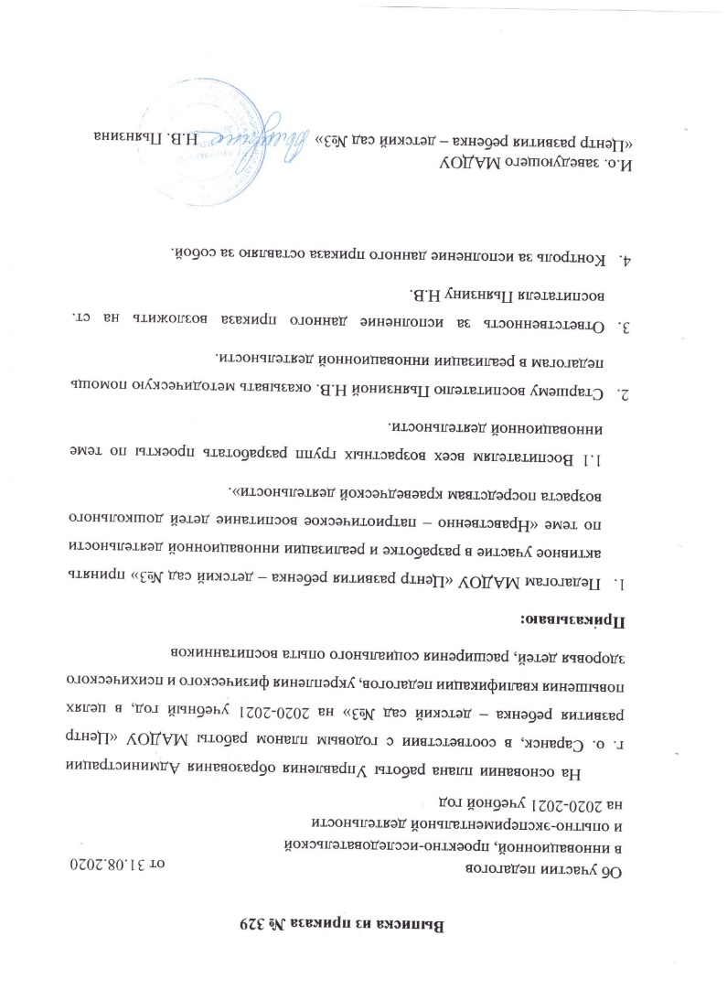 Выписка из приказа № 329
Об участии педагогов от 31.08.2020
в инновационной, проектно-исследовательской
и опытно-экспериментальной деятельности
на 2020-2021 учебной год
На основании плана работы Управления образования Администрации
г. о. Саранск, в соответствии с годовым планом работы МАДОУ «Центр
развития ребенка – детский сад №3» на 2020-2021 учебный год, в целях
повышения квалификации педагогов, укрепления физического и психического
здоровья детей, расширения социального опыта воспитанников
Приказываю:
1. Педагогам МАДОУ «Центр развития ребенка – детский сад №3» принять
активное участие в разработке и реализации инновационной деятельности
по теме «Нравственно – патриотическое воспитание детей дошкольного
возраста посредствам краеведческой деятельности».
1.1 Воспитателям всех возрастных групп разработать проекты по теме
инновационной деятельности.
2. Старшему воспитателю Пьянзиной Н.В. оказывать методическую помощь
педагогам в реализации инновационной деятельности.
3. Ответственность за исполнение данного приказа возложить на ст.
воспитателя Пьянзину Н.В.
4. Контроль за исполнение данного приказа оставляю за собой.
И.о. заведующего МАДОУ
«Центр развития ребенка – детский сад №3» Н.В. Пьянзина